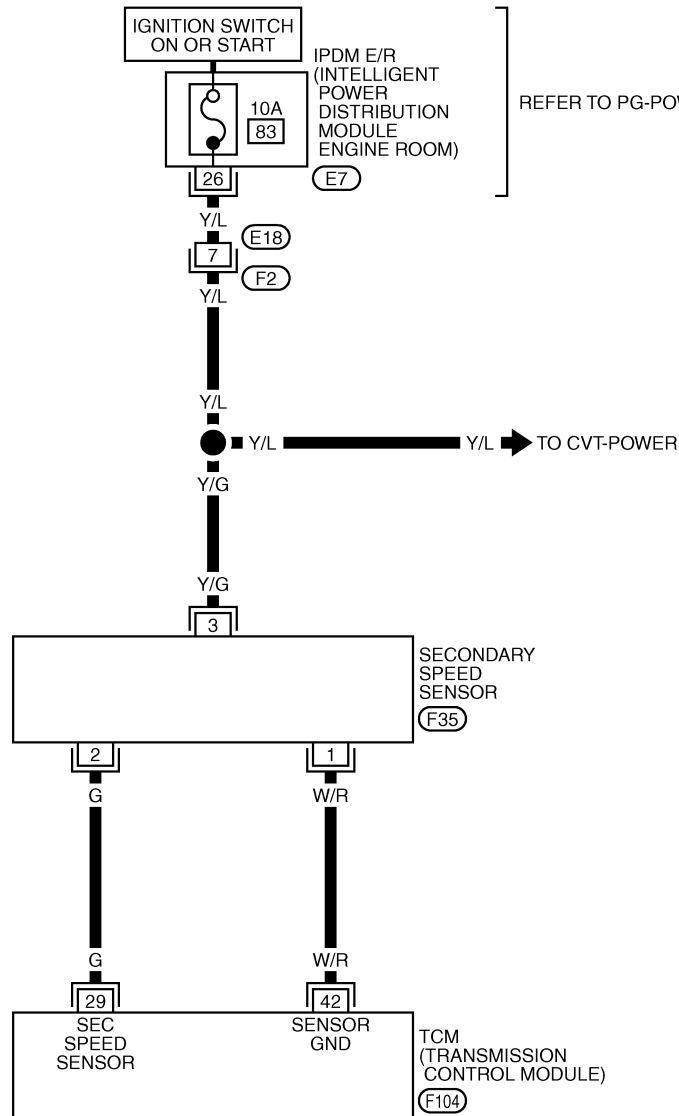 IGNITION SWITCH
ON OR START
IPDM E/R
(INTELLIGENT
POWER
DISTRIBUTION
MODULE
ENGINE ROOM)
10A
83
REFER TO PG-POW
26
E7
Y/L
E18
7
F2
Y/L
Y/L
Y/L
Y/L
TO CVT-POWER
Y/G
Y/G
3
SECONDARY
SPEED
SENSOR
F35
2
1
G
W/R
G
W/R
29
42
SEC
SPEED
SENSOR
SENSOR
GND
TCM
(TRANSMISSION
CONTROL MODULE)
F104